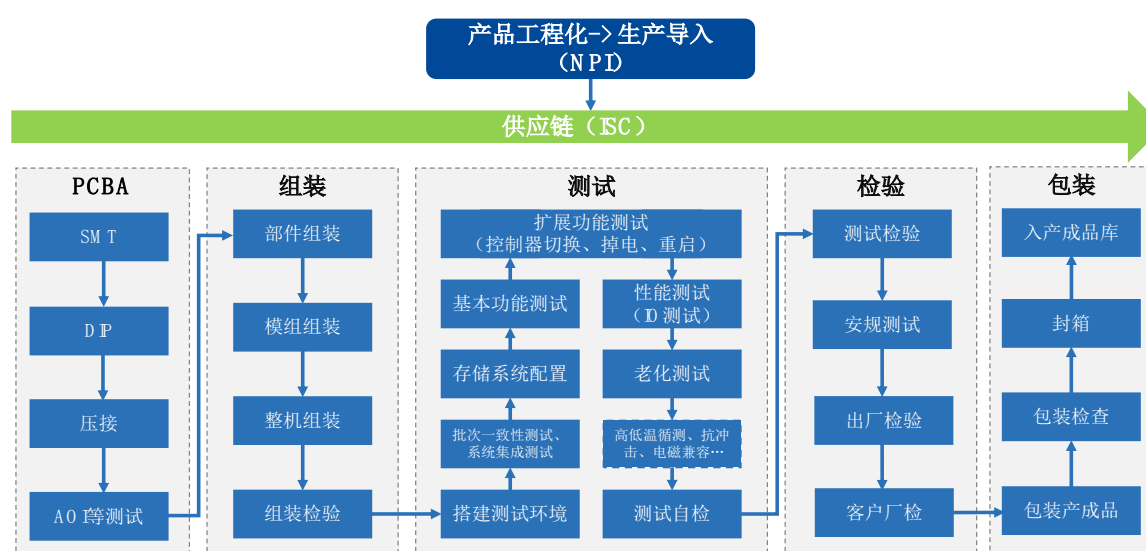 产品工程化->生产导入
（NPI）
供应链（ISC）
PCBA
SMT
DIP
压接
AOI等测试
组装
部件组装
模组组装
整机组装
组装检验
测试
扩展功能测试
（控制器切换、掉电、重启）
基本功能测试
存储系统配置
批次一致性测试、
系统集成测试
搭建测试环境
性能测试
（IO测试）
老化测试
高低温循测、抗冲
击、电磁兼容…
测试自检
检验
测试检验
安规测试
出厂检验
客户厂检
包装
入产成品库
封箱
包装检查
包装产成品